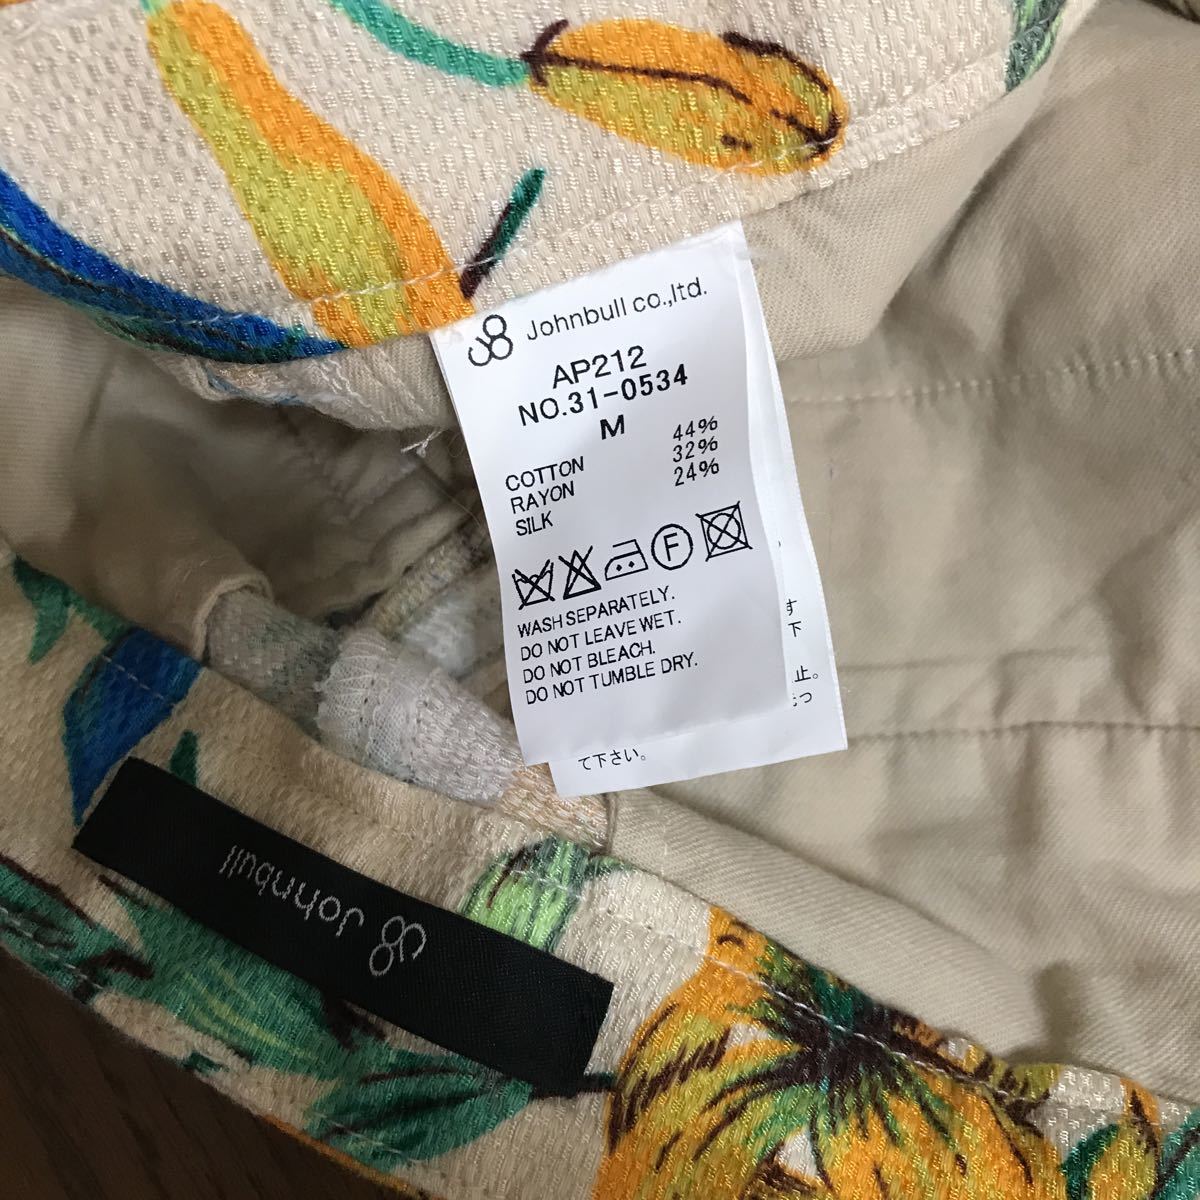 Johnbull co.,ltd.
AP212
NO.31-0534
M
COTTON 44%
RAYON 32%
SILK 24%
F
WASH SEPARATELY.
DO NOT LEAVE WET.
DO NOT BLEACH.
DO NOT TUMBLE DRY.
す
下
止。
つ
て下さい。
Johnbull